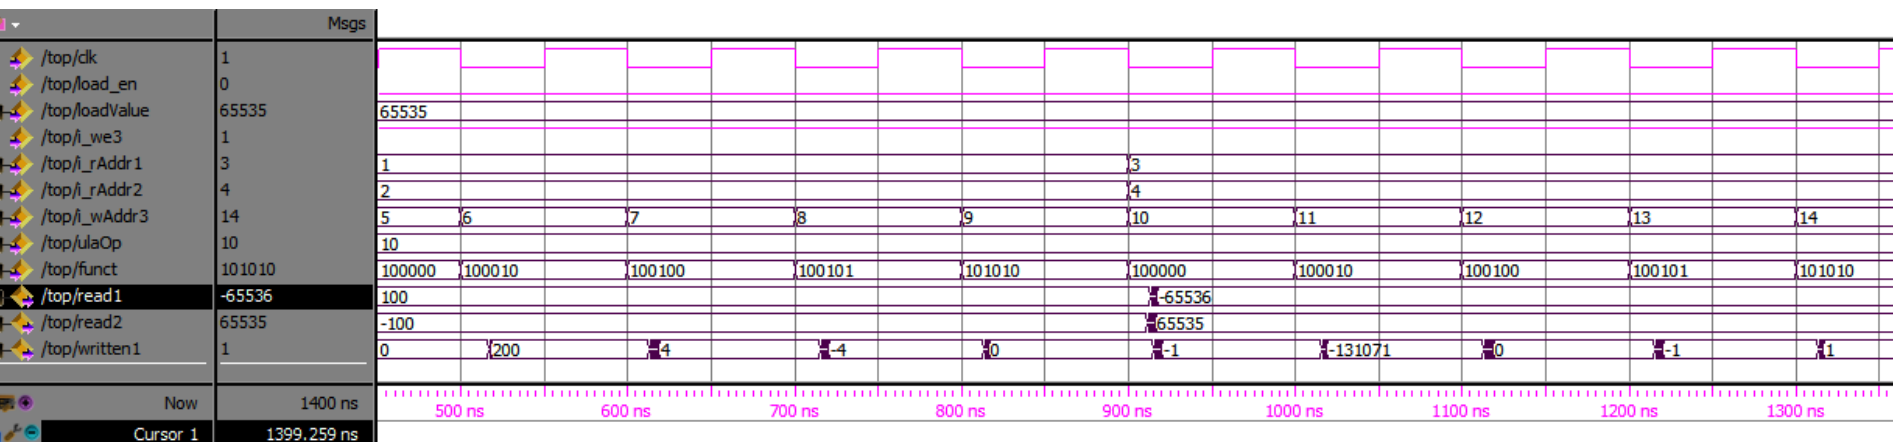 Msgs
/top/clk 1
/top/load_en 0
/top/loadValue 65535 65535
/top/i_we3 1
/top/i_rAddr1 3 1 3
/top/i_rAddr2 4 2 4
/top/i_wAddr3 14 5 6 7 8 9 10 11 12 13 14
/top/ulaOp 10 10
/top/funct 101010 100000 100010 100100 100101 101010 100000 100010 100100 100101 101010
/top/read1 -65536 100 -65536
/top/read2 65535 -100 65535
/top/written1 1 0 200 4 -4 0 -1 -131071 0 -1 1
Now 1400 ns 500 ns 600 ns 700 ns 800 ns 900 ns 1000 ns 1100 ns 1200 ns 1300 ns
Cursor 1 1399.259 ns